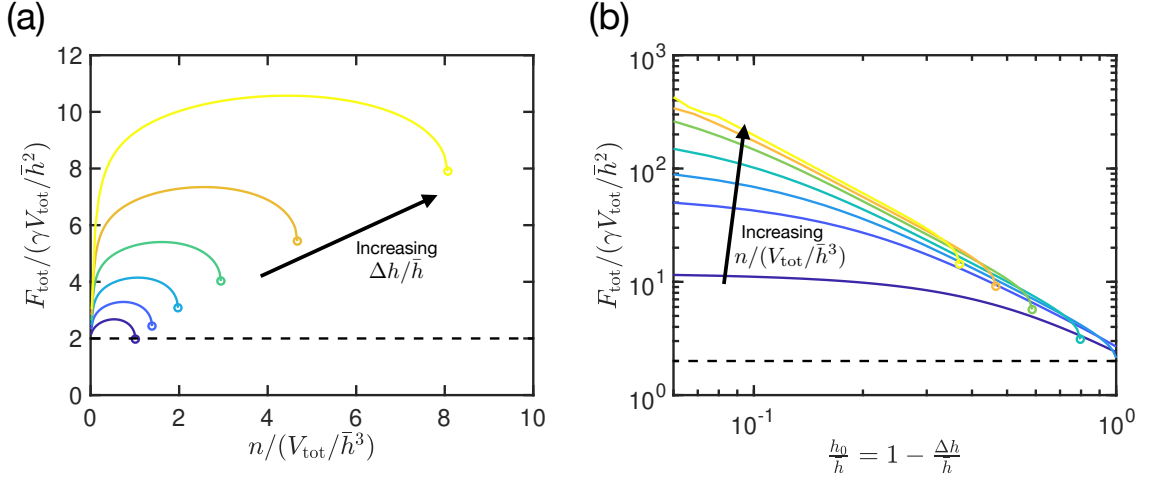 (a)
12
10
8
6
4
2
0
F_tot/(γV_tot/h̄²)
Increasing
Δh/h̄
0 2 4 6 8 10
n/(V_tot/h̄³)
(b)
10³
10²
10¹
10⁰
F_tot/(γV_tot/h̄²)
Increasing
n/(V_tot/h̄³)
10⁻¹ 10⁰
h₀/h̄ = 1 − Δh/h̄